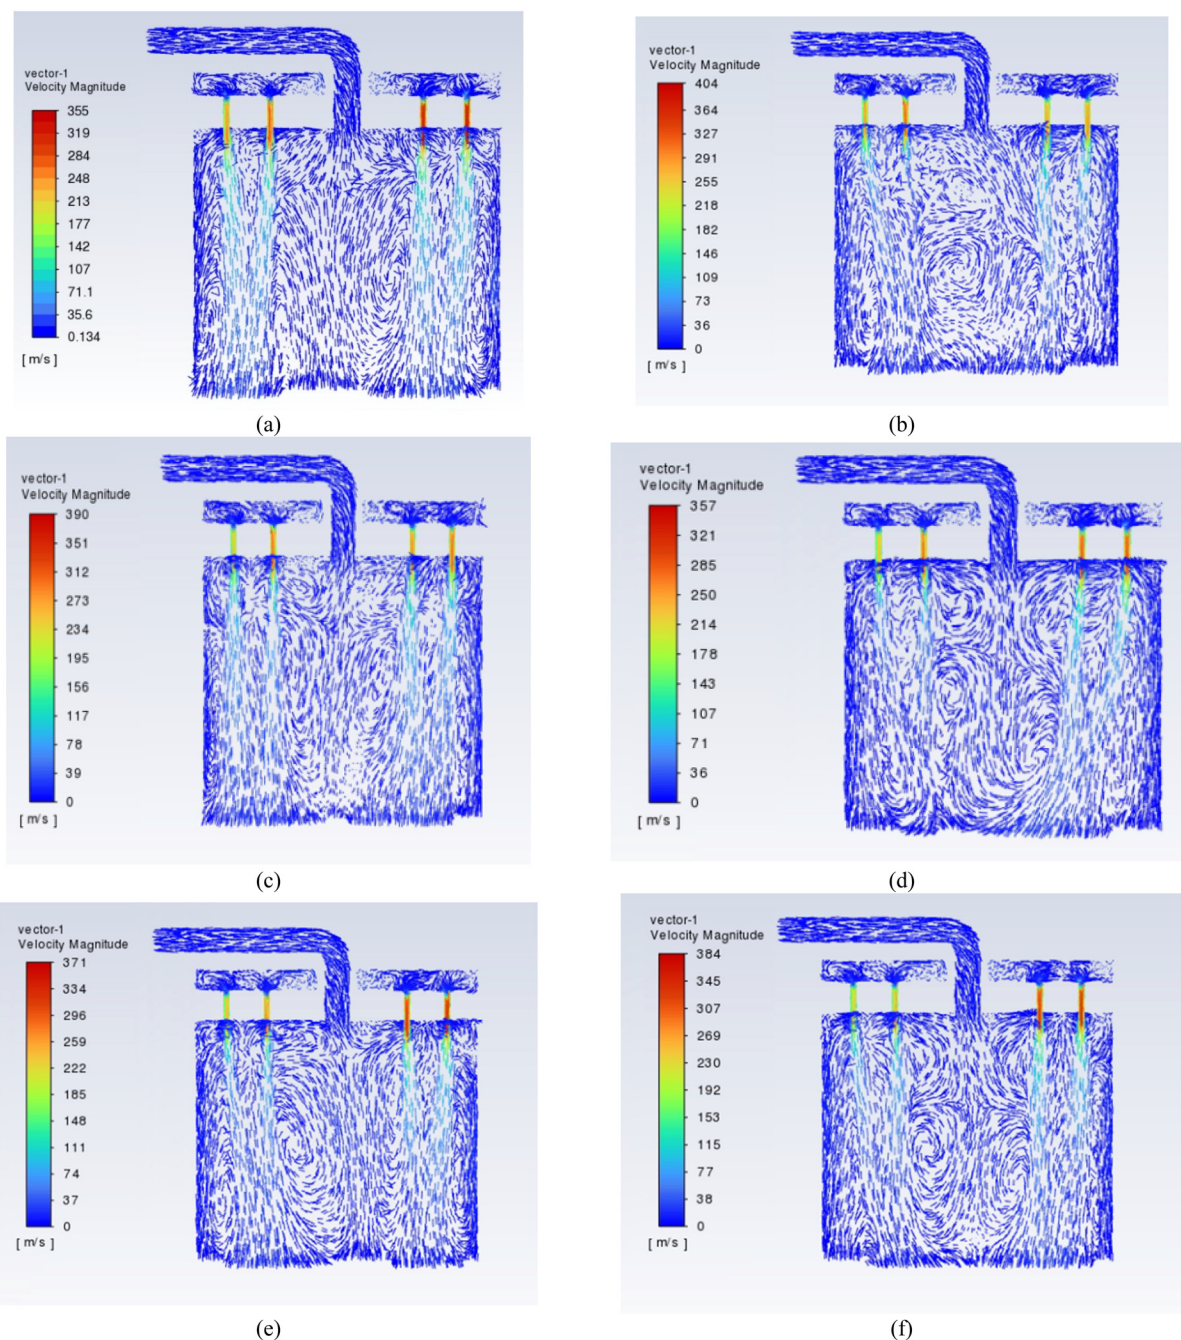 vector-1
Velocity Magnitude
355
319
284
248
213
177
142
107
71.1
35.6
0.134
[ m/s ]
(a)
vector-1
Velocity Magnitude
404
364
327
291
255
218
182
146
109
73
36
0
[ m/s ]
(b)
vector-1
Velocity Magnitude
390
351
312
273
234
195
156
117
78
39
0
[ m/s ]
(c)
vector-1
Velocity Magnitude
357
321
285
250
214
178
143
107
71
36
0
[ m/s ]
(d)
vector-1
Velocity Magnitude
371
334
296
259
222
185
148
111
74
37
0
[ m/s ]
(e)
vector-1
Velocity Magnitude
384
345
307
269
230
192
153
115
77
38
0
[ m/s ]
(f)